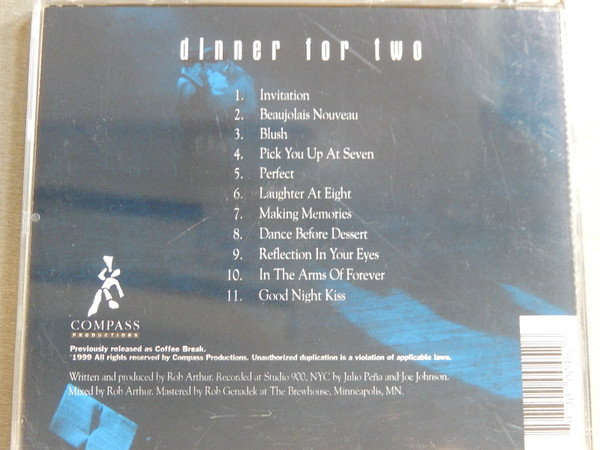 dinner for two
1. Invitation
2. Beaujolais Nouveau
3. Blush
4. Pick You Up At Seven
5. Perfect
6. Laughter At Eight
7. Making Memories
8. Dance Before Dessert
9. Reflection In Your Eyes
10. In The Arms Of Forever
11. Good Night Kiss
COMPASS
PRODUCTIONS
Previously released as Coffee Break.
1999 All rights reserved by Compass Productions. Unauthorized duplication is a violation of applicable laws.
Written and produced by Rob Arthur. Recorded at Studio 900, NYC by Julio Peña and Joe Johnson.
Mixed by Rob Arthur. Mastered by Rob Genadek at The Brewhouse, Minneapolis, MN.